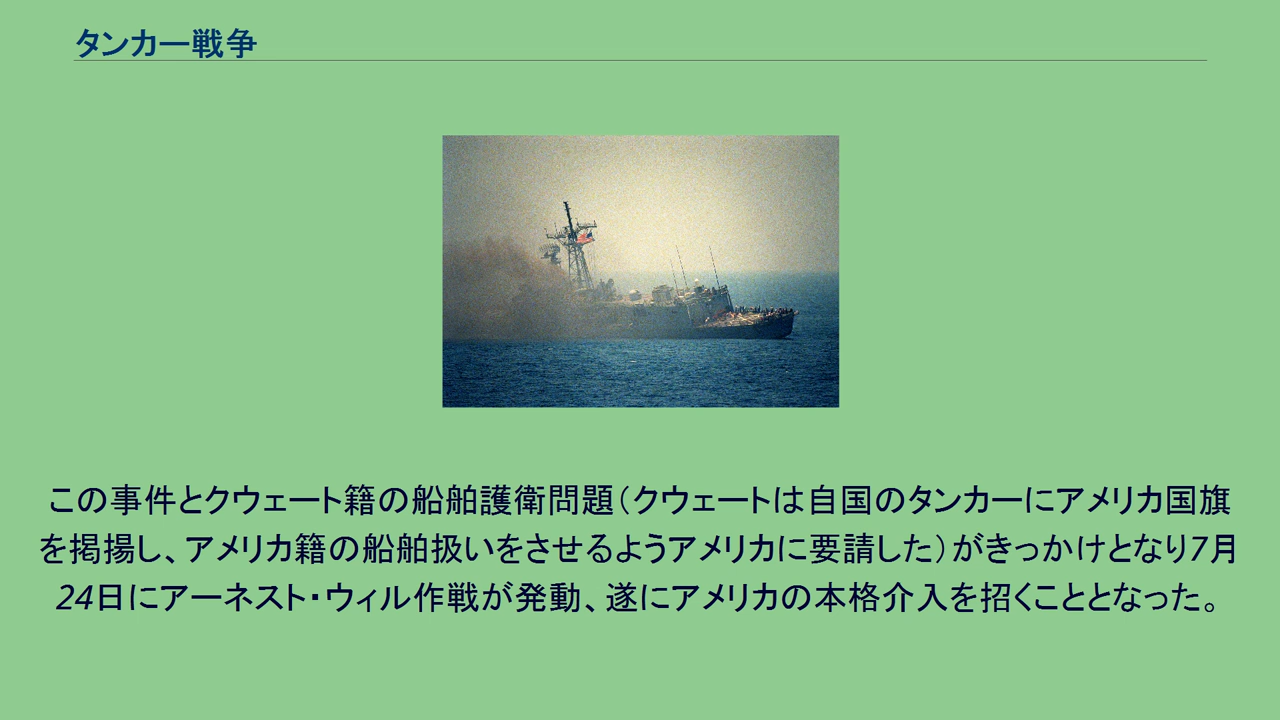 タンカー戦争
この事件とクウェート籍の船舶護衛問題（クウェートは自国のタンカーにアメリカ国旗
を掲揚し、アメリカ籍の船舶扱いをさせるようアメリカに要請した）がきっかけとなり7月
24日にアーネスト・ウィル作戦が発動、遂にアメリカの本格介入を招くこととなった。